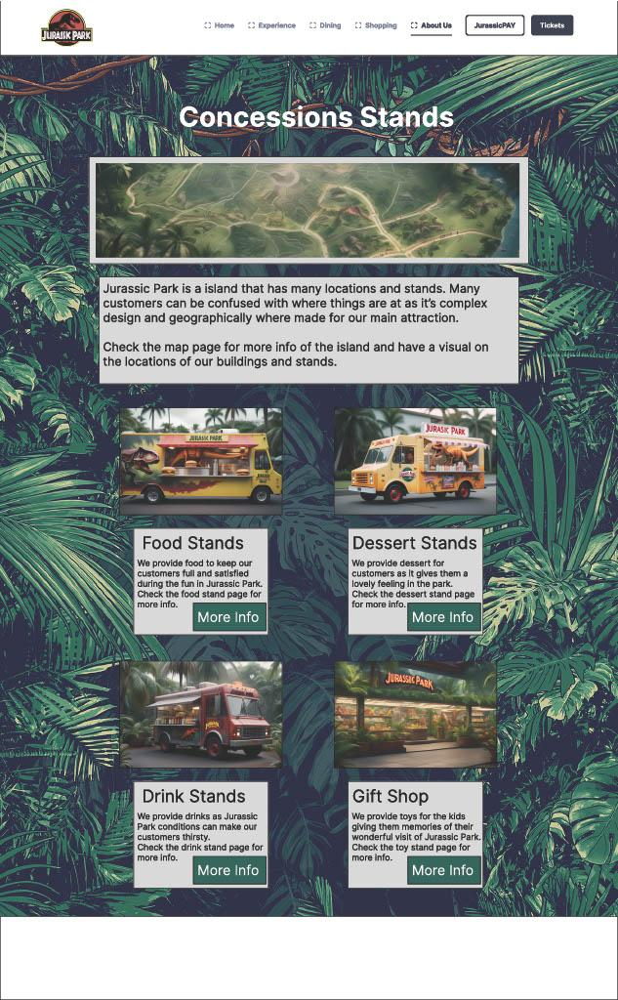 JURASSIC PARK
Home
Experience
Dining
Shopping
About Us
JurassicPAY
Tickets
Concessions Stands
Jurassic Park is a island that has many locations and stands. Many
customers can be confused with where things are at as it's complex
design and geographically where made for our main attraction.
Check the map page for more info of the island and have a visual on
the locations of our buildings and stands.
JURASIC PARK
JURASIC PARK
Food Stands
We provide food to keep our
customers full and satisfied
during the fun in Jurassic Park.
Check the food stand page for
more info.
More Info
Dessert Stands
We provide dessert for
customers as it gives them a
lovely feeling in the park.
Check the dessert stand page
for more info.
More Info
JURASSIC PARK
Drink Stands
We provide drinks as Jurassic
Park conditions can make our
customers thirsty.
Check the drink stand page for
more info.
More Info
Gift Shop
We provide toys for the kids
giving them memories of their
wonderful visit of Jurassic Park.
Check the toy stand page for
more info.
More Info